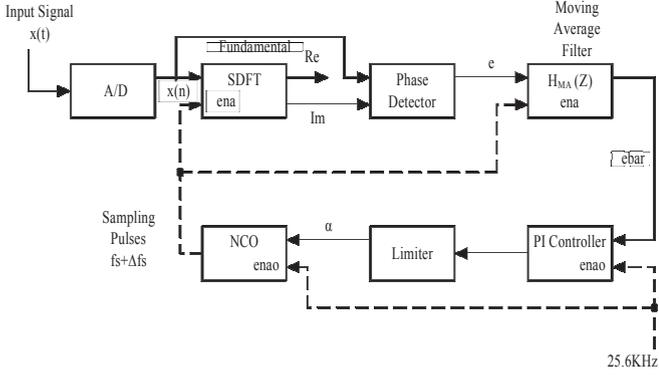 Input Signal
x(t)
A/D
x(n)
Fundamental
Re
SDFT
ena
Im
Phase
Detector
e
Moving
Average
Filter
H_MA (Z)
ena
ebar
Sampling
Pulses
fs+Δfs
NCO
enao
α
Limiter
PI Controller
enao
25.6KHz